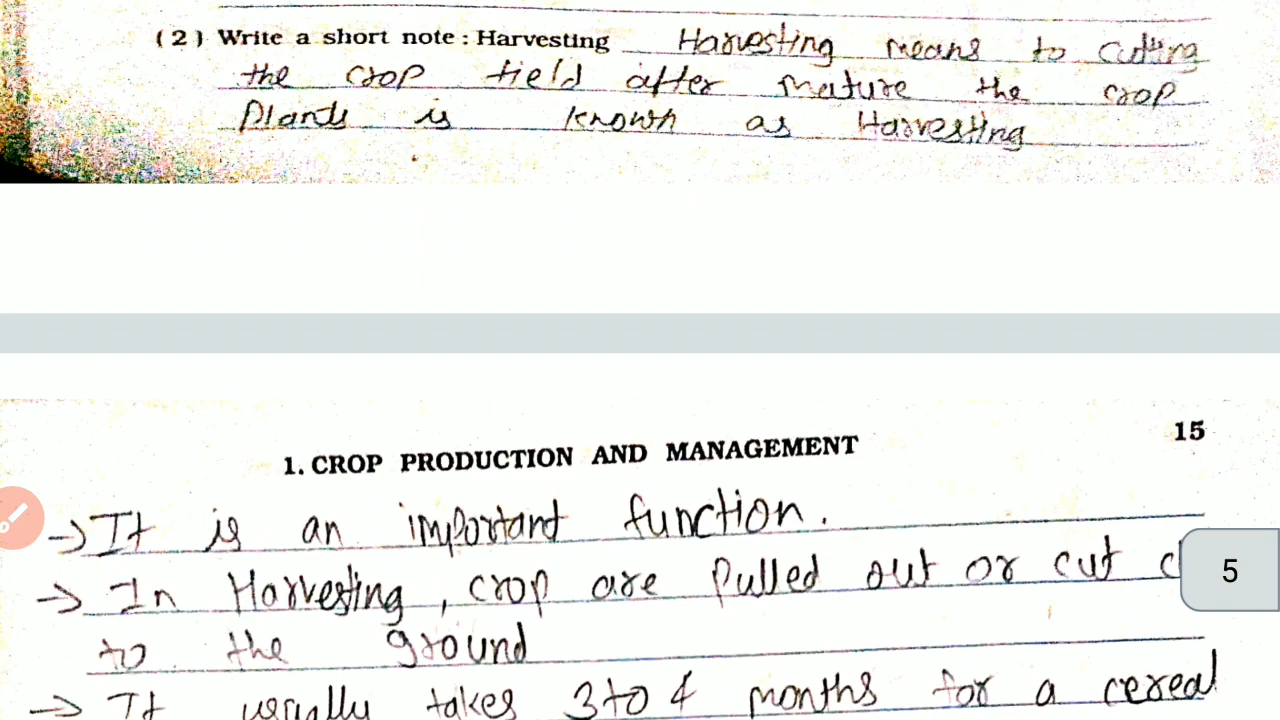 (2) Write a short note : Harvesting Harvesting means to cutting
the crop field after mature the crop
Plants is known as Harvesting
1. CROP PRODUCTION AND MANAGEMENT 15
→ It is an important function.
→ In Harvesting, crop are pulled out or cut
5
to the ground
→ It usually takes 3 to 4 months for a cereal